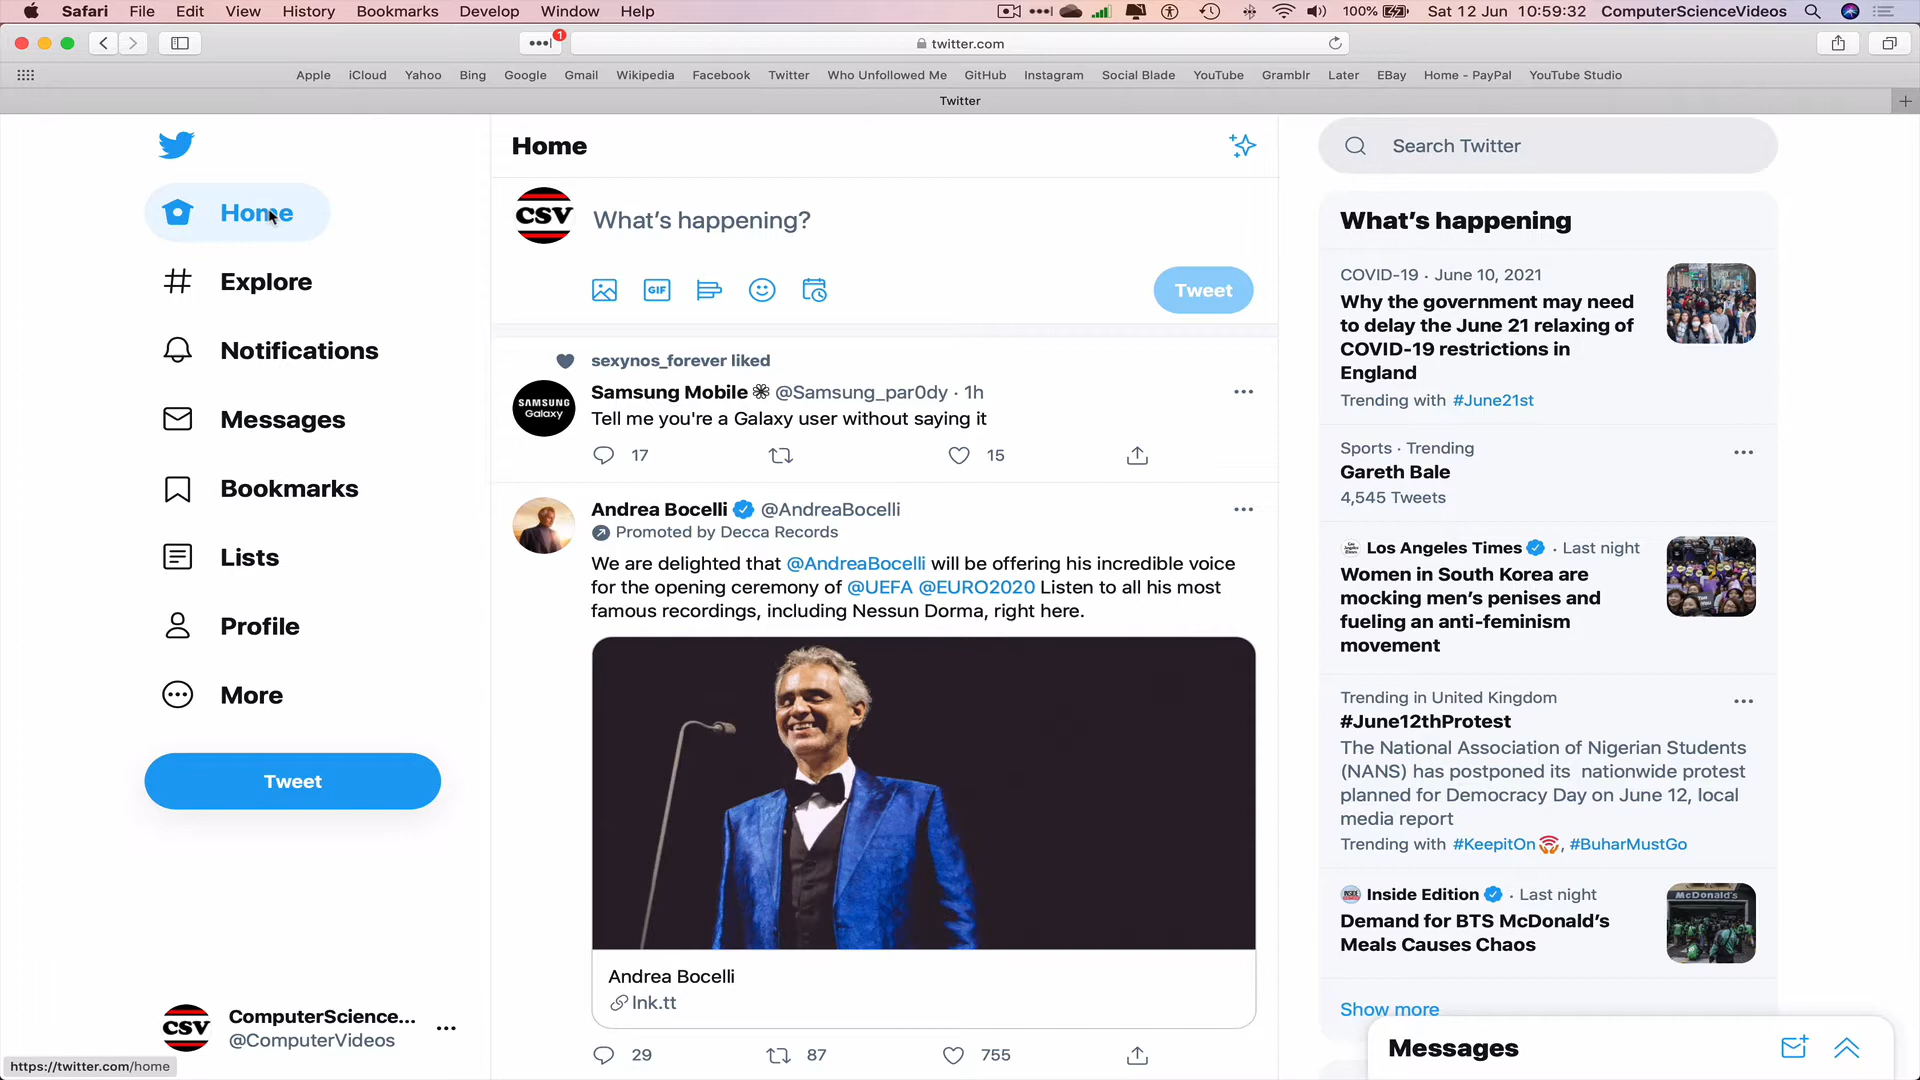 Safari File Edit View History Bookmarks Develop Window Help
100% Sat 12 Jun 10:59:32 ComputerScienceVideos
1
twitter.com
Apple iCloud Yahoo Bing Google Gmail Wikipedia Facebook Twitter Who Unfollowed Me GitHub Instagram Social Blade YouTube Gramblr Later EBay Home - PayPal YouTube Studio
Twitter
Home
Explore
Notifications
Messages
Bookmarks
Lists
Profile
More
Tweet
CSV
ComputerScience...
@ComputerVideos
https://twitter.com/home
Home
CSV
What's happening?
GIF
Tweet
sexynos_forever liked
SAMSUNG
Galaxy
Samsung Mobile ❀ @Samsung_par0dy · 1h
Tell me you're a Galaxy user without saying it
17 15
Andrea Bocelli @AndreaBocelli
Promoted by Decca Records
We are delighted that @AndreaBocelli will be offering his incredible voice
for the opening ceremony of @UEFA @EURO2020 Listen to all his most
famous recordings, including Nessun Dorma, right here.
Andrea Bocelli
lnk.tt
29 87 755
Search Twitter
What's happening
COVID-19 · June 10, 2021
Why the government may need
to delay the June 21 relaxing of
COVID-19 restrictions in
England
Trending with #June21st
Sports · Trending
Gareth Bale
4,545 Tweets
Los Angeles Times · Last night
Women in South Korea are
mocking men's penises and
fueling an anti-feminism
movement
Trending in United Kingdom
#June12thProtest
The National Association of Nigerian Students
(NANS) has postponed its nationwide protest
planned for Democracy Day on June 12, local
media report
Trending with #KeepitOn, #BuharMustGo
Inside Edition · Last night
Demand for BTS McDonald's
Meals Causes Chaos
McDonald's
Show more
Messages